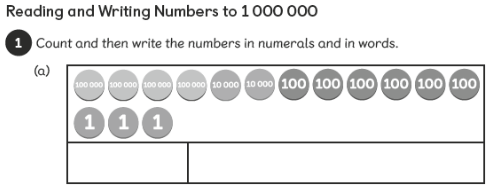 Reading and Writing Numbers to 1 000 000
1 Count and then write the numbers in numerals and in words.
(a)
100 000 100 000 100 000 100 000 10 000 10 000 100 100 100 100 100 100
1 1 1